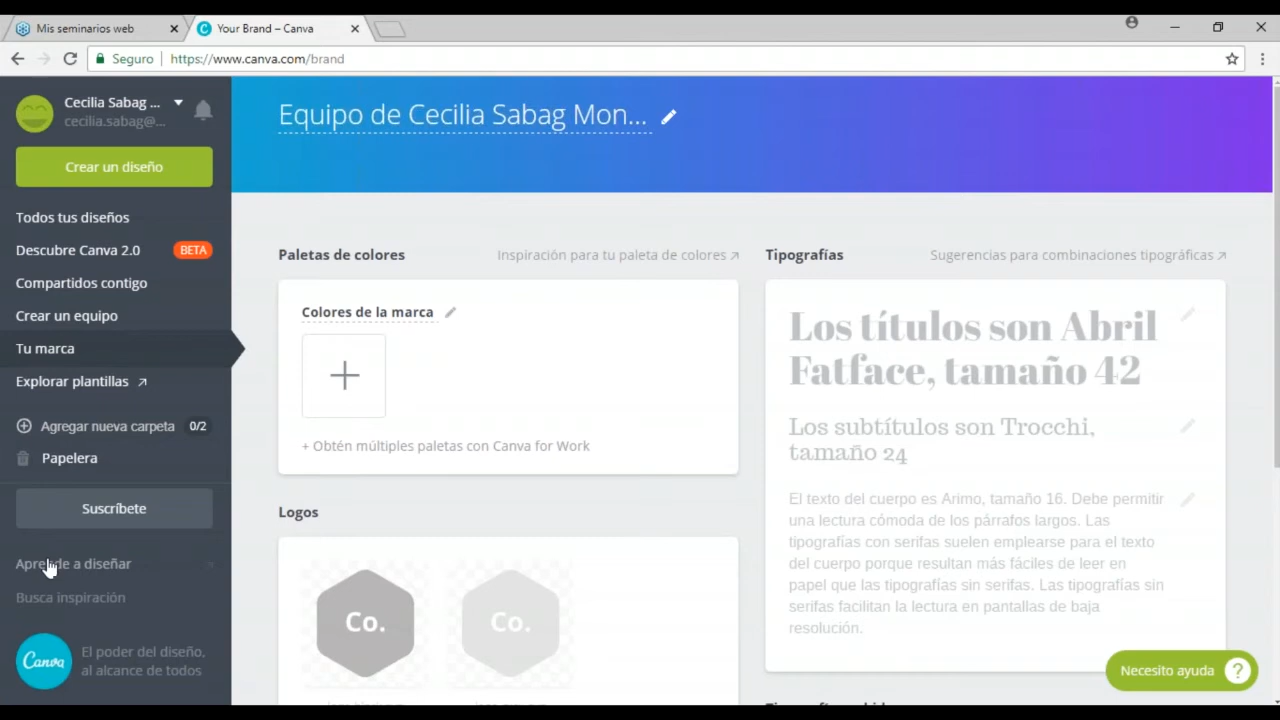 Mis seminarios web
Your Brand – Canva
Seguro
https://www.canva.com/brand
Cecilia Sabag ...
cecilia.sabag@...
Crear un diseño
Todos tus diseños
Descubre Canva 2.0
BETA
Compartidos contigo
Crear un equipo
Tu marca
Explorar plantillas
Agregar nueva carpeta 0/2
Papelera
Suscríbete
Aprende a diseñar
Busca inspiración
Canva
El poder del diseño,
al alcance de todos
Equipo de Cecilia Sabag Mon...
Paletas de colores
Inspiración para tu paleta de colores
Colores de la marca
+ Obtén múltiples paletas con Canva for Work
Logos
Co.
Co.
Tipografías
Sugerencias para combinaciones tipográficas
Los títulos son Abril
Fatface, tamaño 42
Los subtítulos son Trocchi,
tamaño 24
El texto del cuerpo es Arimo, tamaño 16. Debe permitir
una lectura cómoda de los párrafos largos. Las
tipografías con serifas suelen emplearse para el texto
del cuerpo porque resultan más fáciles de leer en
papel que las tipografías sin serifas. Las tipografías sin
serifas facilitan la lectura en pantallas de baja
resolución.
Necesito ayuda ?